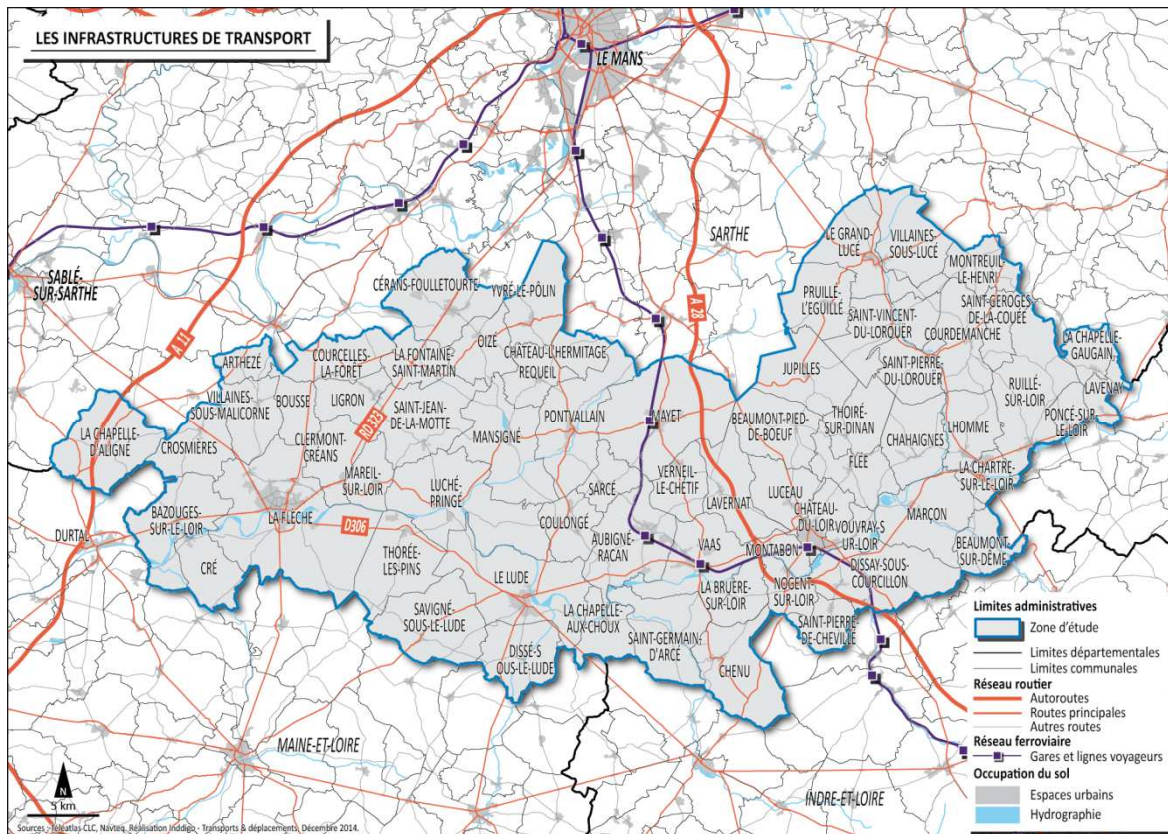 LES INFRASTRUCTURES DE TRANSPORT
LE MANS
SARTHE
SABLÉ-
SUR-SARTHE
A 11
A 28
LE GRAND-
LUCÉ
VILLAINES-
SOUS-LUCÉ
MONTREUIL-
LE-HENRI
CÉRANS-FOULLETOURTE
YVRÉ-LE-PÔLIN
PRUILLÉ-
L'EGUILLÉ
SAINT-VINCENT-
DU-LOROUER
SAINT-GEROGES-
DE-LA-COUÉE
COURDEMANCHE
LA CHAPELLE-
GAUGAIN
ARTHEZÉ
COURCELLES-
LA-FORÊT
LA FONTAINE-
SAINT-MARTIN
OIZÉ
CHÂTEAU-L'HERMITAGE
REQUEIL
JUPILLES
SAINT-PIERRE-
DU-LOROUER
RUILLÉ-
SUR-LOIR
LAVENAY
VILLAINES-
SOUS-MALICORNE
BOUSSE
LIGRON
SAINT-JEAN-
DE-LA-MOTTE
RD 323
PONTVALLAIN
MAYET
BEAUMONT-PIED-
DE-BOEUF
THOIRÉ-
SUR-DINAN
CHAHAIGNES
LHOMME
PONCÉ-SUR-
LE-LOIR
LA CHAPELLE-
D'ALIGNÉ
CROSMIÈRES
CLERMONT-
CRÉANS
MANSIGNÉ
MAREIL-
SUR-LOIR
LUCHÉ-
PRINGÉ
SARCÉ
VERNEIL-
LE-CHÉTIF
FLÉE
LA CHARTRE-
SUR-LE-LOIR
BAZOUGES-
SUR-LE-LOIR
LA FLÈCHE
D306
COULONGÉ
LAVERNAT
LUCEAU
CHÂTEAU-
DU-LOIR
MARÇON
DURTAL
CRÉ
THORÉE-
LES-PINS
AUBIGNÉ-
RACAN
VAAS
MONTABON
VOUVRAY-S
UR-LOIR
BEAUMONT-
SUR-DÊME
LE LUDE
LA BRUÈRE-
SUR-LOIR
NOGENT-
SUR-LOIR
DISSAY-SOUS-
COURCILLON
SAVIGNÉ-
SOUS-LE-LUDE
LA CHAPELLE-
AUX-CHOUX
SAINT-GERMAIN-
D'ARCÉ
SAINT-PIERRE-
DE-CHEVILLÉ
DISSÉ-S
OUS-LE-LUDE
CHENU
MAINE-ET-LOIRE
INDRE-ET-LOIRE
Limites administratives
Zone d'étude
Limites départementales
Limites communales
Réseau routier
Autoroutes
Routes principales
Autres routes
Réseau ferroviaire
Gares et lignes voyageurs
Occupation du sol
Espaces urbains
Hydrographie
N
5 km
Sources : Téléatlas CLC, Navteq. Réalisation Inddigo - Transports & déplacements, Décembre 2014.